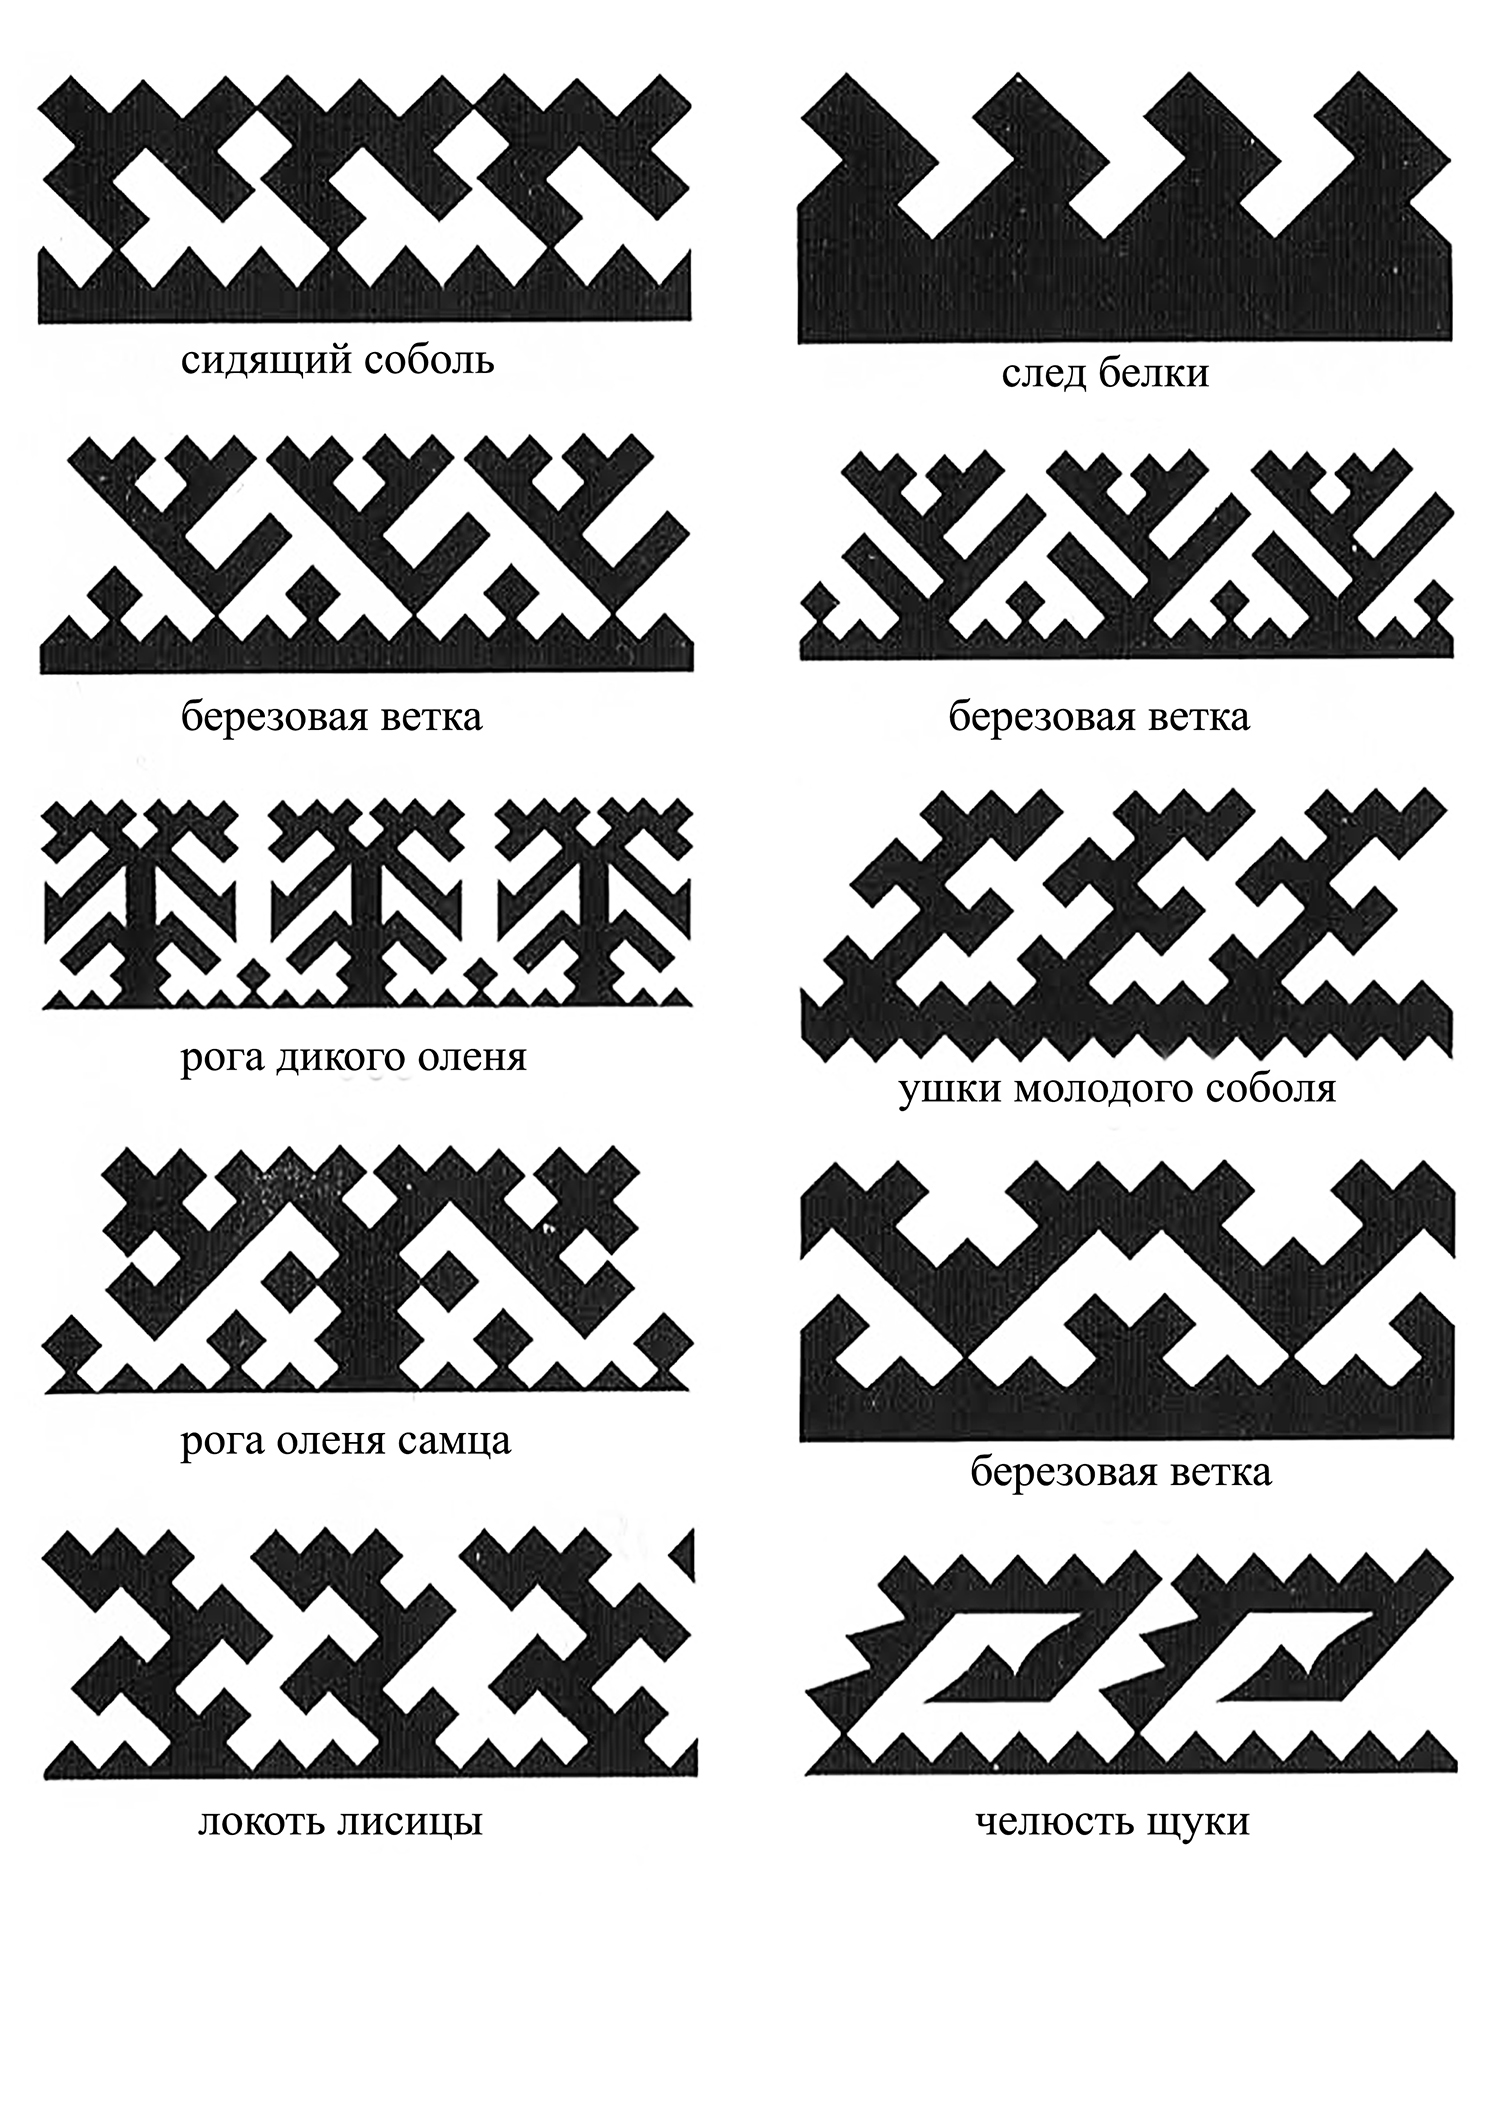 сидящий соболь
след белки
березовая ветка
березовая ветка
рога дикого оленя
ушки молодого соболя
рога оленя самца
березовая ветка
локоть лисицы
челюсть щуки